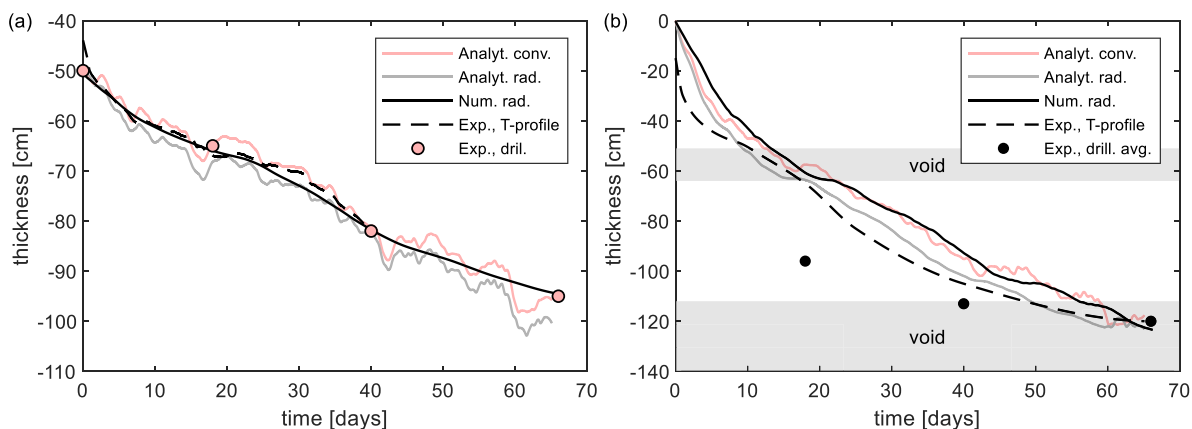 (a)
thickness [cm]
-40
-50
-60
-70
-80
-90
-100
-110
0 10 20 30 40 50 60 70
time [days]
Analyt. conv.
Analyt. rad.
Num. rad.
Exp., T-profile
Exp., dril.
(b)
thickness [cm]
0
-20
-40
-60
-80
-100
-120
-140
0 10 20 30 40 50 60 70
time [days]
Analyt. conv.
Analyt. rad.
Num. rad.
Exp., T-profile
Exp., drill. avg.
void
void